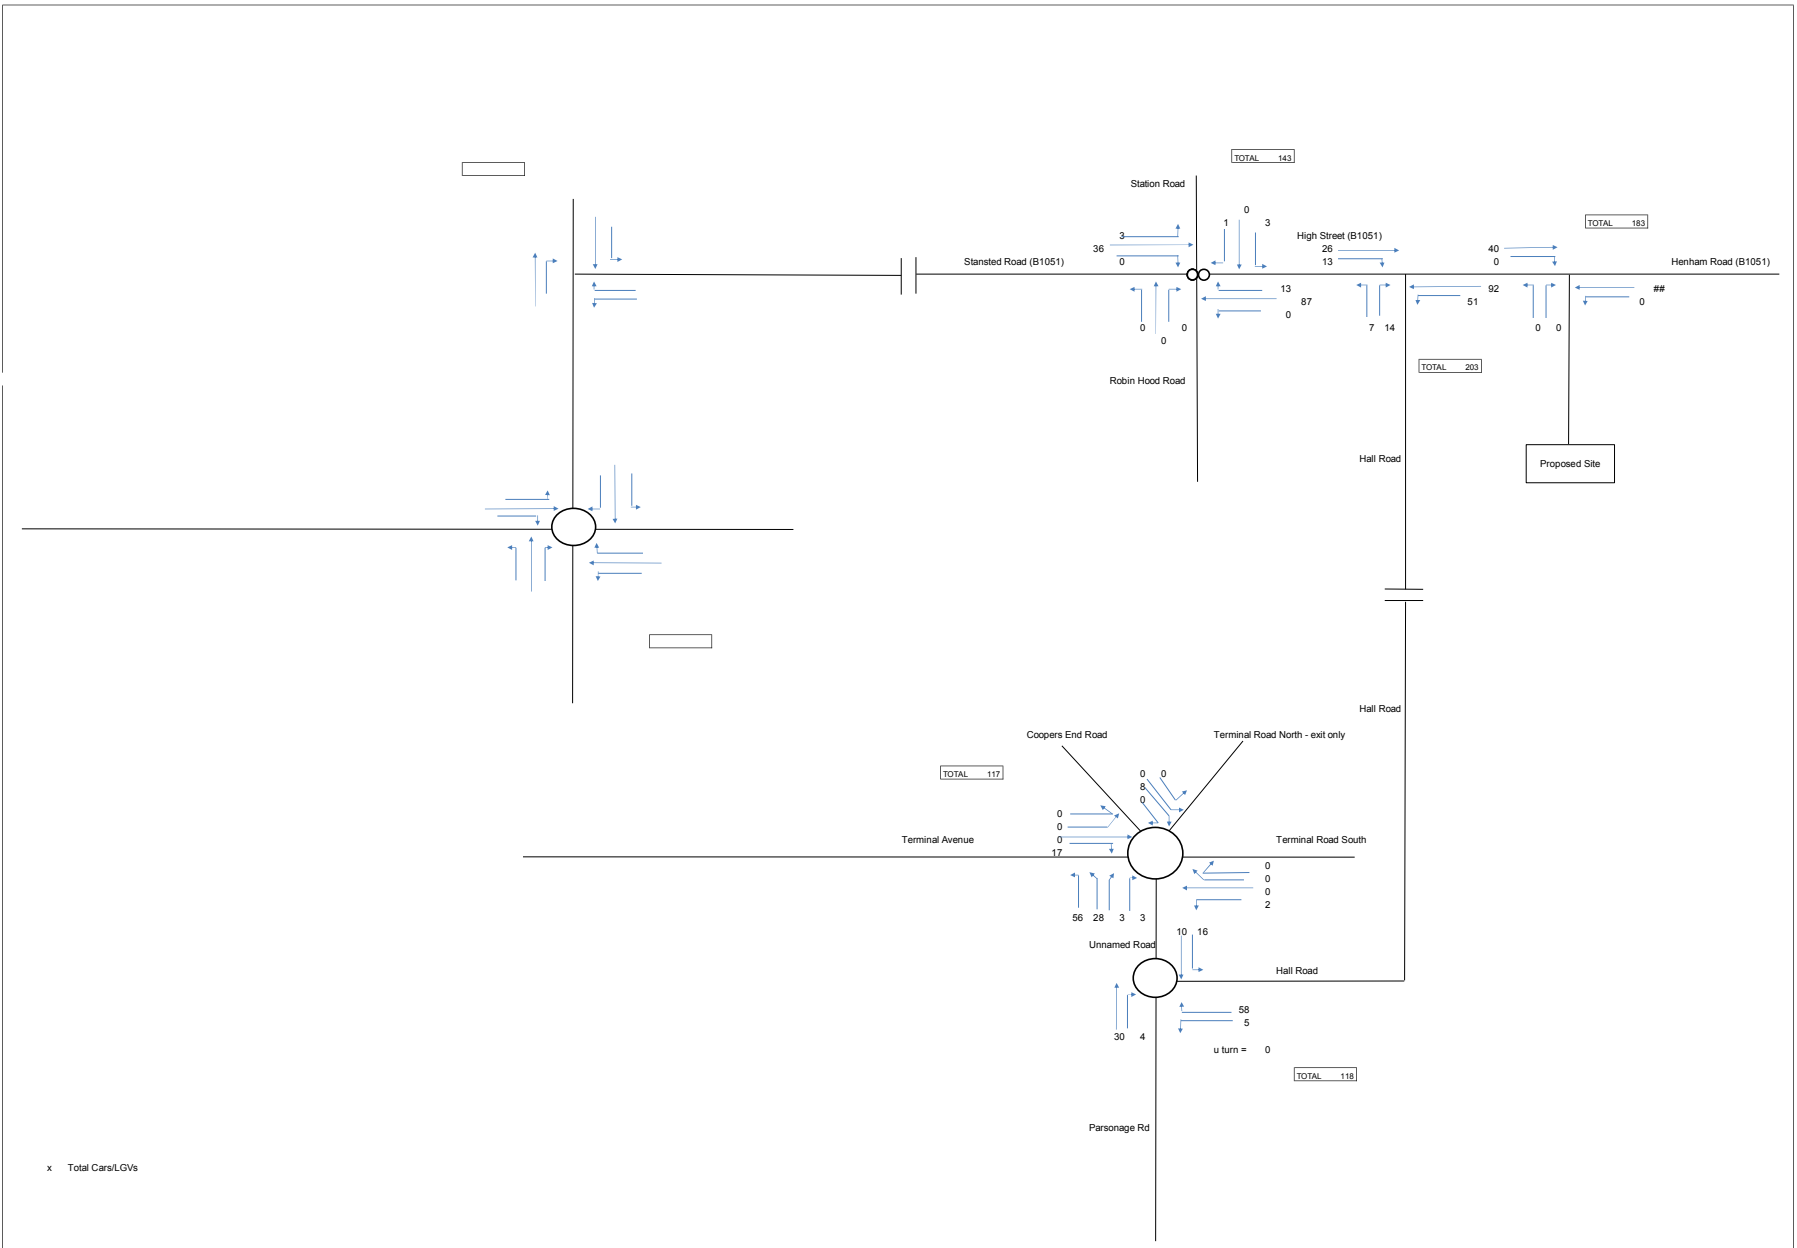 TOTAL 143
Station Road
0
1 3
TOTAL 183
3
36
0
High Street (B1051)
26
13
40
0
Stansted Road (B1051)
Henham Road (B1051)
13
87
0
92
51
##
0
0 0
0
7 14
0 0
TOTAL 203
Robin Hood Road
Hall Road
Proposed Site
Hall Road
Coopers End Road
Terminal Road North - exit only
TOTAL 117
0 0
8
0
0
0
0
17
Terminal Avenue
Terminal Road South
0
0
0
2
56 28 3 3
10 16
Unnamed Road
Hall Road
58
5
30 4
u turn = 0
TOTAL 118
Parsonage Rd
x Total Cars/LGVs